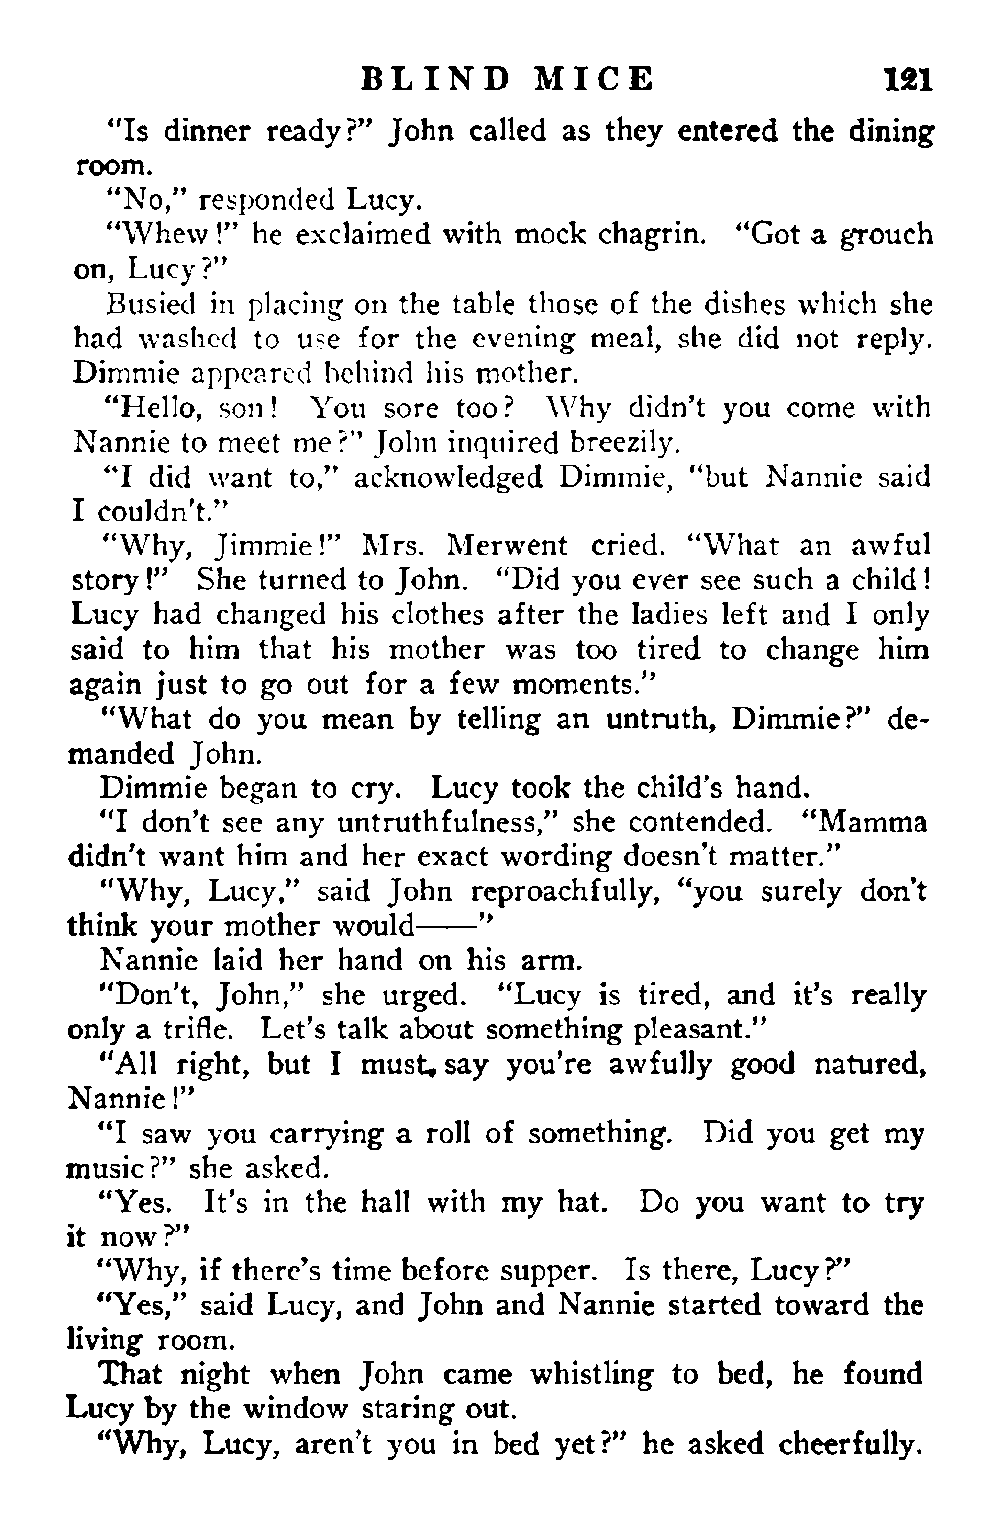 BLIND MICE 121
"Is dinner ready?" John called as they entered the dining
room.
"No," responded Lucy.
"Whew!" he exclaimed with mock chagrin. "Got a grouch
on, Lucy?"
Busied in placing on the table those of the dishes which she
had washed to use for the evening meal, she did not reply.
Dimmie appeared behind his mother.
"Hello, son! You sore too? Why didn't you come with
Nannie to meet me?" John inquired breezily.
"I did want to," acknowledged Dimmie, "but Nannie said
I couldn't."
"Why, Jimmie!" Mrs. Merwent cried. "What an awful
story!" She turned to John. "Did you ever see such a child!
Lucy had changed his clothes after the ladies left and I only
said to him that his mother was too tired to change him
again just to go out for a few moments."
"What do you mean by telling an untruth, Dimmie?" de-
manded John.
Dimmie began to cry. Lucy took the child's hand.
"I don't see any untruthfulness," she contended. "Mamma
didn't want him and her exact wording doesn't matter."
"Why, Lucy," said John reproachfully, "you surely don't
think your mother would——"
Nannie laid her hand on his arm.
"Don't, John," she urged. "Lucy is tired, and it's really
only a trifle. Let's talk about something pleasant."
"All right, but I must say you're awfully good natured,
Nannie!"
"I saw you carrying a roll of something. Did you get my
music?" she asked.
"Yes. It's in the hall with my hat. Do you want to try
it now?"
"Why, if there's time before supper. Is there, Lucy?"
"Yes," said Lucy, and John and Nannie started toward the
living room.
That night when John came whistling to bed, he found
Lucy by the window staring out.
"Why, Lucy, aren't you in bed yet?" he asked cheerfully.